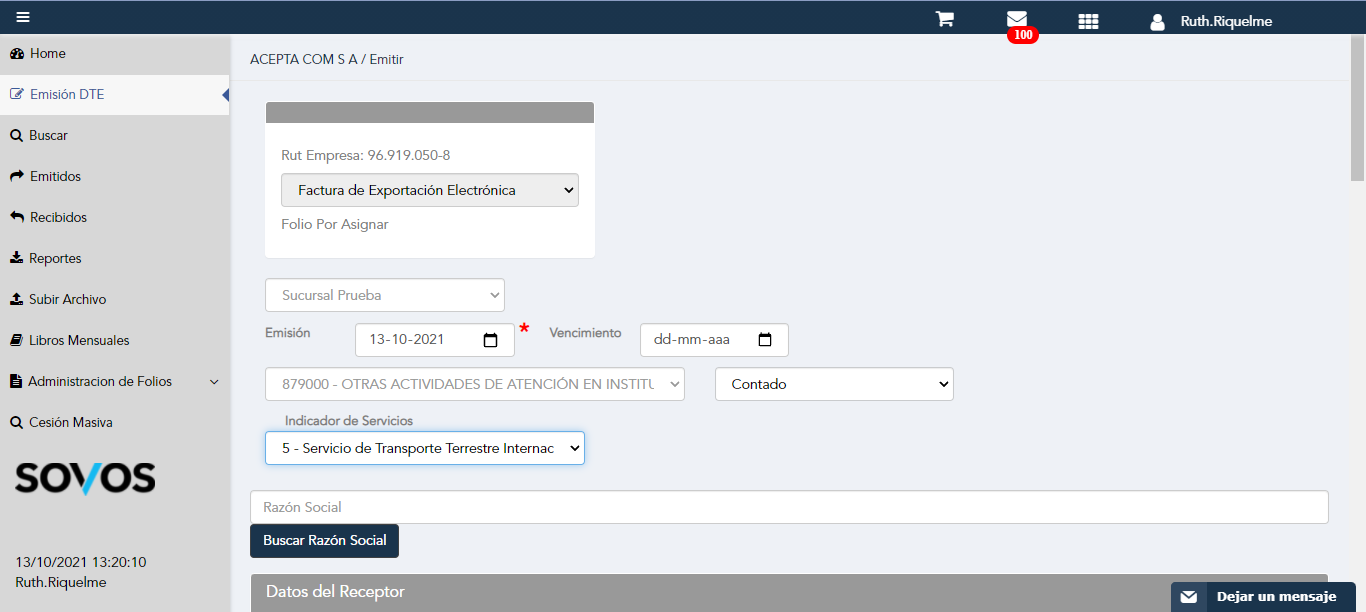 Ruth.Riquelme
100
Home
Emisión DTE
Buscar
Emitidos
Recibidos
Reportes
Subir Archivo
Libros Mensuales
Administracion de Folios
Cesión Masiva
SOVOS
13/10/2021 13:20:10
Ruth.Riquelme
ACEPTA COM S A / Emitir
Rut Empresa: 96.919.050-8
Factura de Exportación Electrónica
Folio Por Asignar
Sucursal Prueba
Emisión 13-10-2021 * Vencimiento dd-mm-aaa
879000 - OTRAS ACTIVIDADES DE ATENCIÓN EN INSTITU Contado
Indicador de Servicios
5 - Servicio de Transporte Terrestre Internac
Razón Social
Buscar Razón Social
Datos del Receptor
Dejar un mensaje